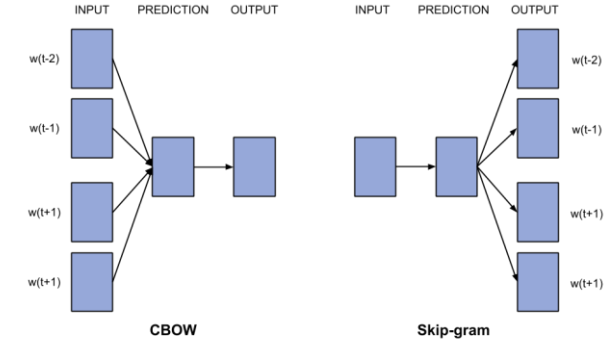 INPUT PREDICTION OUTPUT INPUT PREDICTION OUTPUT
w(t-2) w(t-2)
w(t-1) w(t-1)
w(t+1) w(t+1)
w(t+1) w(t+1)
CBOW Skip-gram